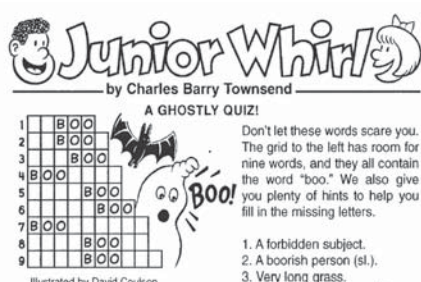 Junior Whirl
by Charles Barry Townsend
A GHOSTLY QUIZ!
1 BOO
2 BOO
3 BOO
4 BOO
5 BOO
6 BOO
7 BOO
8 BOO
9 BOO
BOO!
Don't let these words scare you.
The grid to the left has room for
nine words, and they all contain
the word "boo." We also give
you plenty of hints to help you
fill in the missing letters.
1. A forbidden subject.
2. A boorish person (sl.).
3. Very long grass.
Illustrated by David Coulson